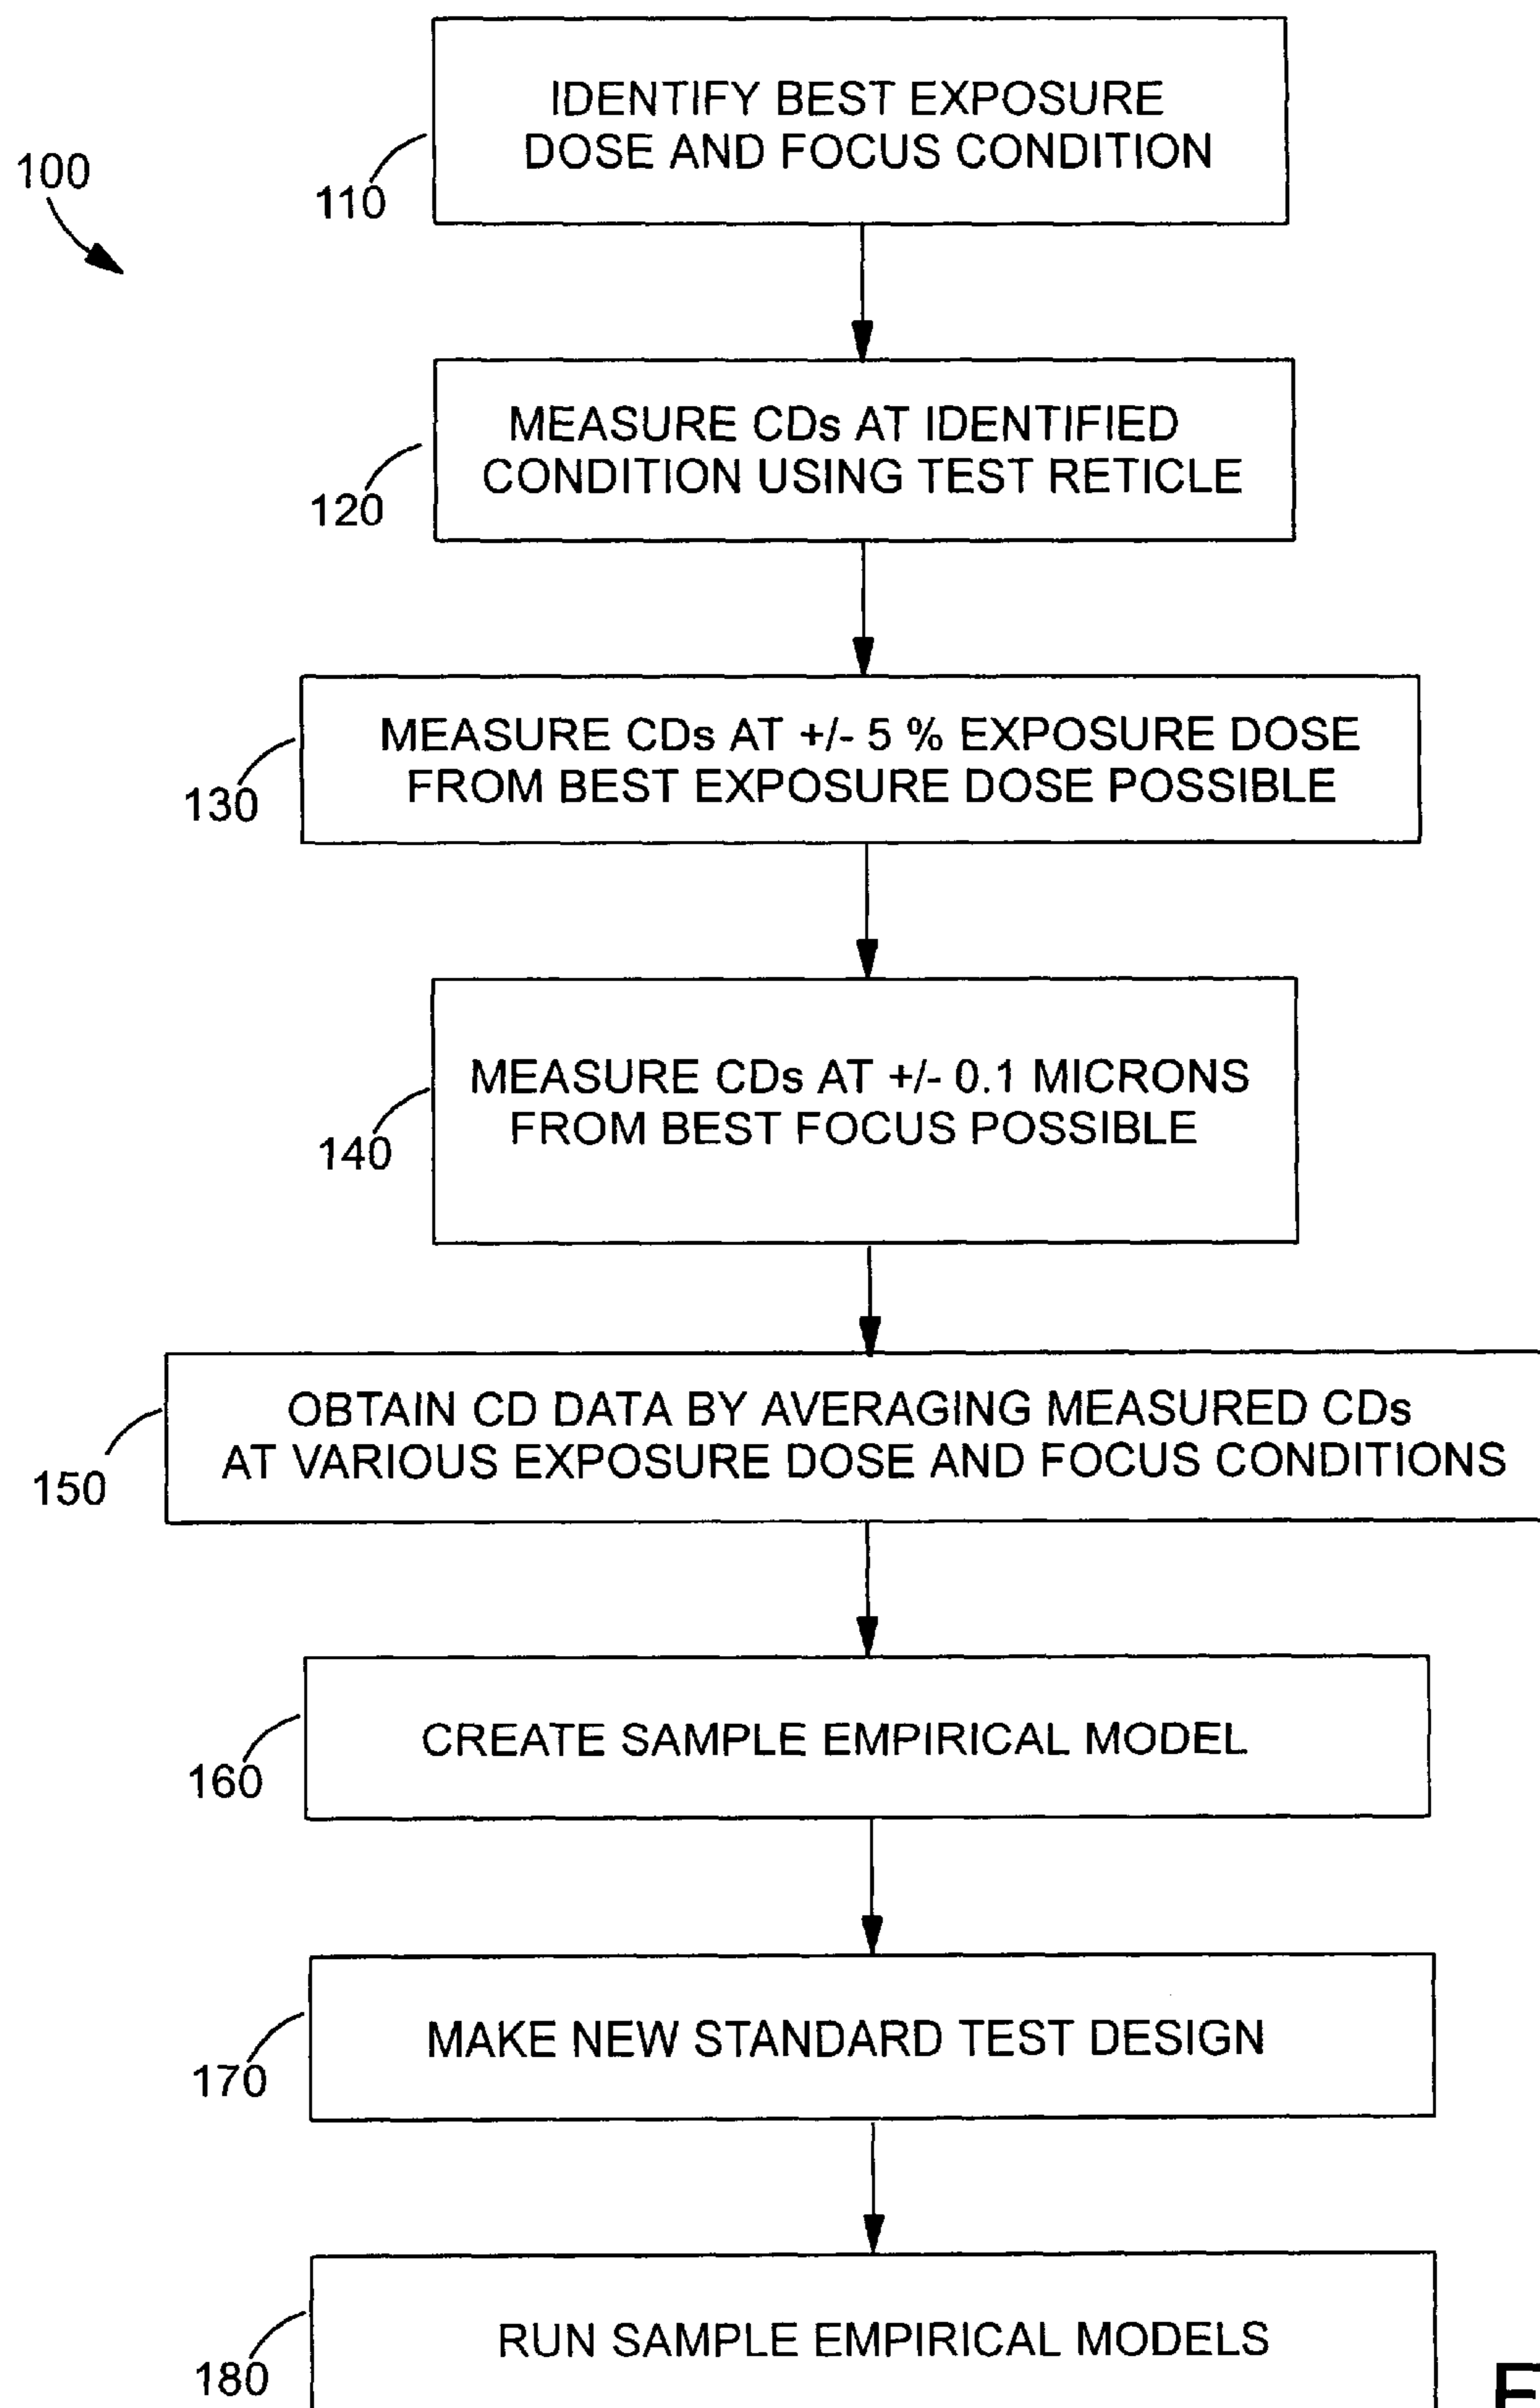 100
IDENTIFY BEST EXPOSURE
DOSE AND FOCUS CONDITION
110
MEASURE CDs AT IDENTIFIED
CONDITION USING TEST RETICLE
120
MEASURE CDs AT +/- 5 % EXPOSURE DOSE
FROM BEST EXPOSURE DOSE POSSIBLE
130
MEASURE CDs AT +/- 0.1 MICRONS
FROM BEST FOCUS POSSIBLE
140
OBTAIN CD DATA BY AVERAGING MEASURED CDs
AT VARIOUS EXPOSURE DOSE AND FOCUS CONDITIONS
150
CREATE SAMPLE EMPIRICAL MODEL
160
MAKE NEW STANDARD TEST DESIGN
170
RUN SAMPLE EMPIRICAL MODELS
180